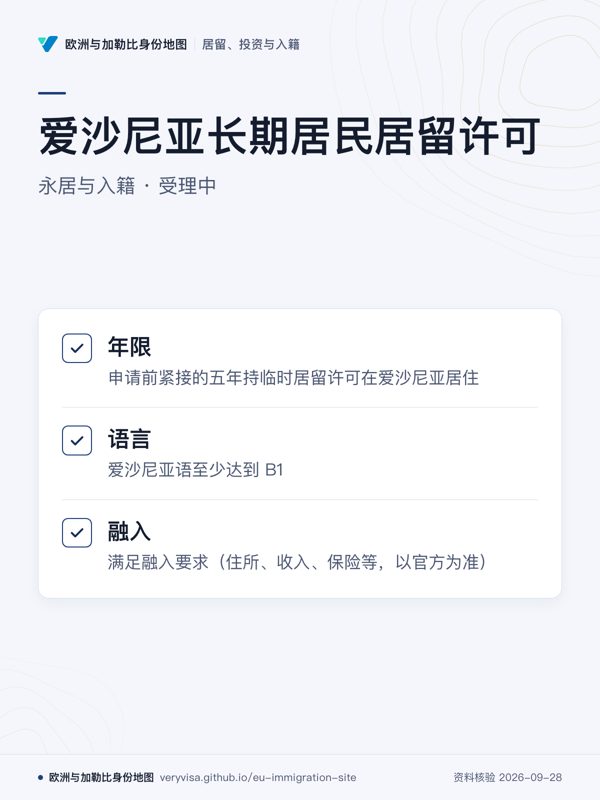 欧洲与加勒比身份地图 居留、投资与入籍
爱沙尼亚长期居民居留许可
永居与入籍 · 受理中
年限
申请前紧接的五年持临时居留许可在爱沙尼亚居住
语言
爱沙尼亚语至少达到 B1
融入
满足融入要求（住所、收入、保险等，以官方为准）
欧洲与加勒比身份地图 veryvisa.github.io/eu-immigration-site 资料核验 2026-09-28